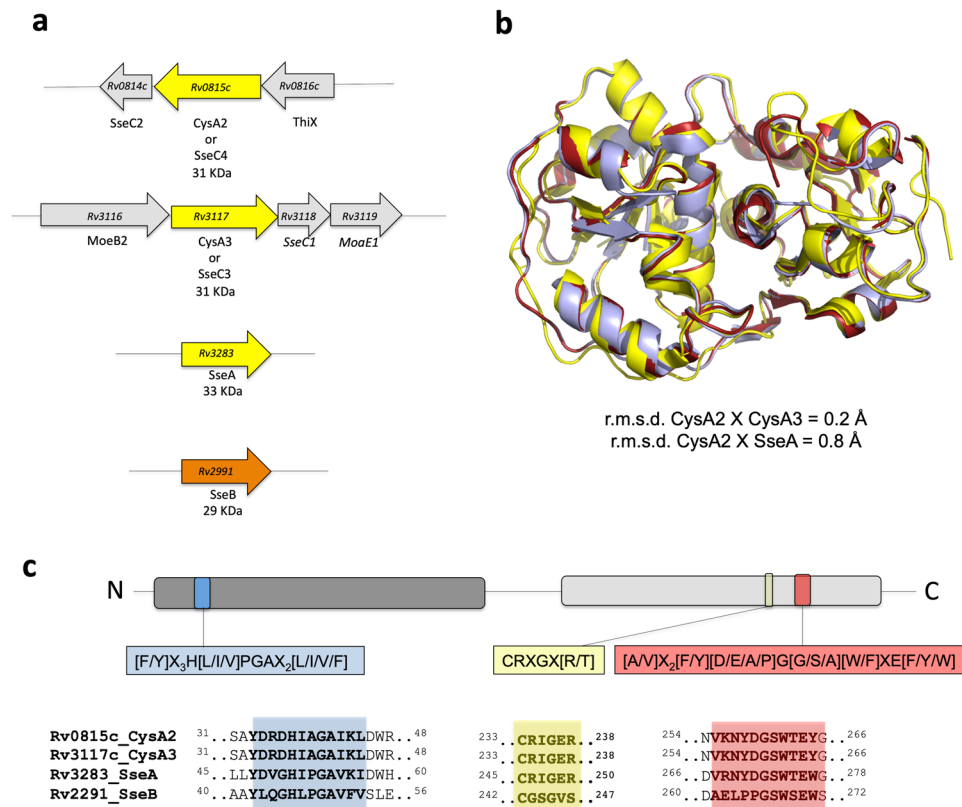 a
Rv0814c Rv0815c Rv0816c
SseC2 CysA2 ThiX
or
SseC4
31 KDa
Rv3116 Rv3117 Rv3118 Rv3119
MoeB2 CysA3 SseC1 MoaE1
or
SseC3
31 KDa
Rv3283
SseA
33 KDa
Rv2991
SseB
29 KDa
b
r.m.s.d. CysA2 X CysA3 = 0.2 Å
r.m.s.d. CysA2 X SseA = 0.8 Å
c
N C
[F/Y]X3H[L/I/V]PGAX2[L/I/V/F] CRXGX[R/T] [A/V]X2[F/Y][D/E/A/P]G[G/S/A][W/F]XE[F/Y/W]
Rv0815c_CysA2 31 ..SAYDRDHIAGAIKLDWR.. 48 233 ..CRIGER.. 238 254 ..NVKNYDGSWTEYG 266
Rv3117c_CysA3 31 ..SAYDRDHIAGAIKLDWR.. 48 233 ..CRIGER.. 238 254 ..NVKNYDGSWTEYG 266
Rv3283_SseA 45 ..LLYDVGHIPGAVKIDWH.. 60 245 ..CRIGER.. 250 266 ..DVRNYDGSWTEWG 278
Rv2291_SseB 40 ..AAYLQGHLPGAVFVSLE.. 56 242 ..CGSGVS.. 247 260 ..DAELPPGSWSEWS 272